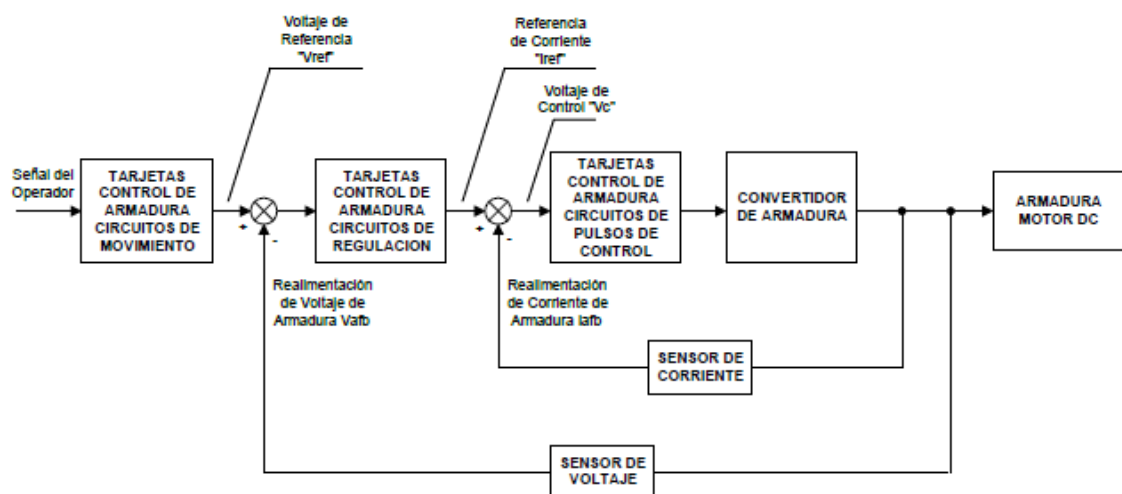 Voltaje de
Referencia
"Vref"
Referencia
de Corriente
"Iref"
Voltaje de
Control "Vc"
Señal del
Operador
TARJETAS
CONTROL DE
ARMADURA
CIRCUITOS DE
MOVIMIENTO
+
-
TARJETAS
CONTROL DE
ARMADURA
CIRCUITOS DE
REGULACION
+
-
TARJETAS
CONTROL DE
ARMADURA
CIRCUITOS DE
PULSOS DE
CONTROL
CONVERTIDOR
DE ARMADURA
ARMADURA
MOTOR DC
Realimentación
de Voltaje de
Armadura Vafb
Realimentación
de Corriente de
Armadura Iafb
SENSOR DE
CORRIENTE
SENSOR DE
VOLTAJE